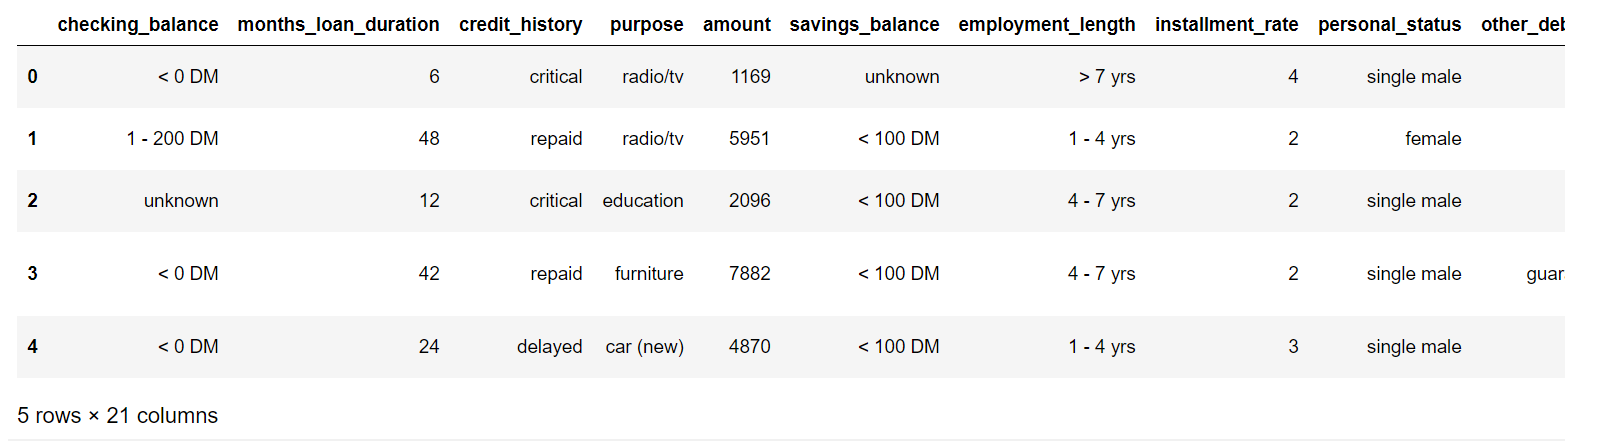 checking_balance months_loan_duration credit_history purpose amount savings_balance employment_length installment_rate personal_status other_deb
0 < 0 DM 6 critical radio/tv 1169 unknown > 7 yrs 4 single male
1 1 - 200 DM 48 repaid radio/tv 5951 < 100 DM 1 - 4 yrs 2 female
2 unknown 12 critical education 2096 < 100 DM 4 - 7 yrs 2 single male
3 < 0 DM 42 repaid furniture 7882 < 100 DM 4 - 7 yrs 2 single male guar
4 < 0 DM 24 delayed car (new) 4870 < 100 DM 1 - 4 yrs 3 single male
5 rows × 21 columns